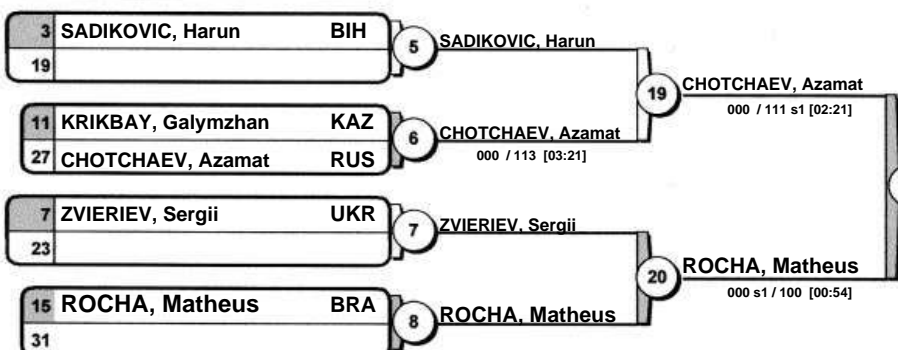 3 SADIKOVIC, Harun BIH
19
5 SADIKOVIC, Harun
11 KRIKBAY, Galymzhan KAZ
27 CHOTCHAEV, Azamat RUS
6 CHOTCHAEV, Azamat
000 / 113 [03:21]
19 CHOTCHAEV, Azamat
000 / 111 s1 [02:21]
7 ZVIERIEV, Sergii UKR
23
7 ZVIERIEV, Sergii
15 ROCHA, Matheus BRA
31
8 ROCHA, Matheus
20 ROCHA, Matheus
000 s1 / 100 [00:54]